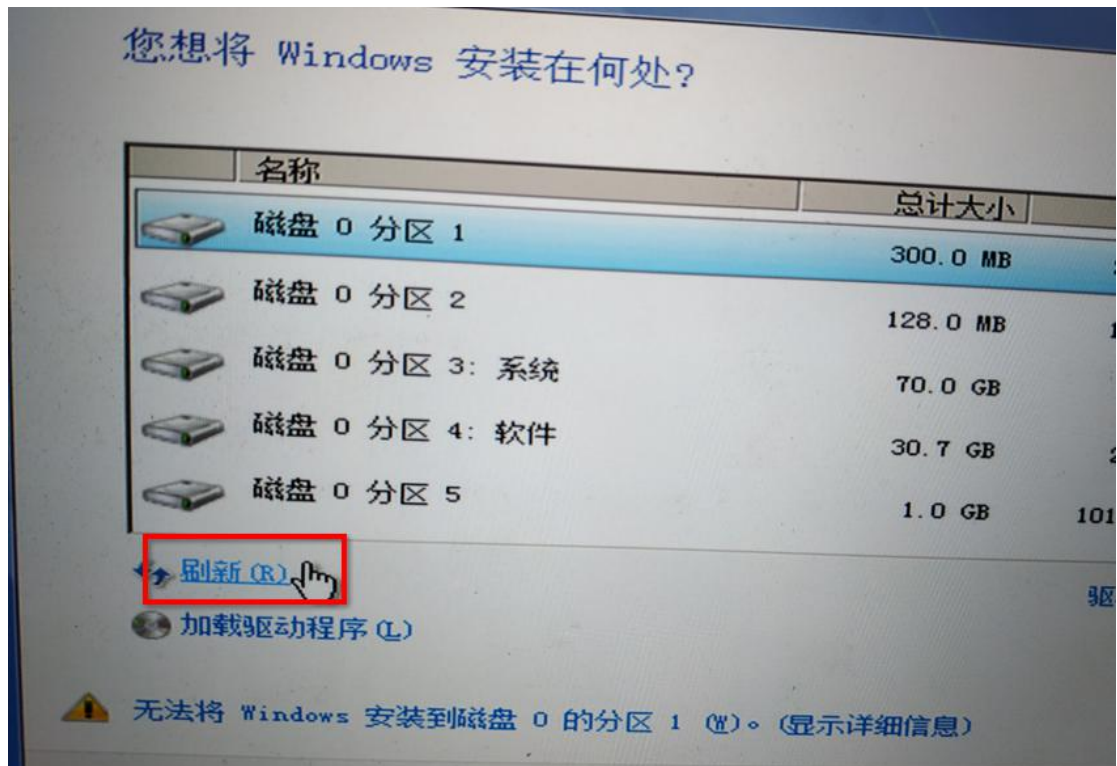 您想将 Windows 安装在何处?
名称 总计大小
磁盘 0 分区 1 300.0 MB
磁盘 0 分区 2 128.0 MB
磁盘 0 分区 3: 系统 70.0 GB
磁盘 0 分区 4: 软件 30.7 GB
磁盘 0 分区 5 1.0 GB 101
刷新(R)
驱
加载驱动程序(L)
无法将 Windows 安装到磁盘 0 的分区 1 (W)。(显示详细信息)